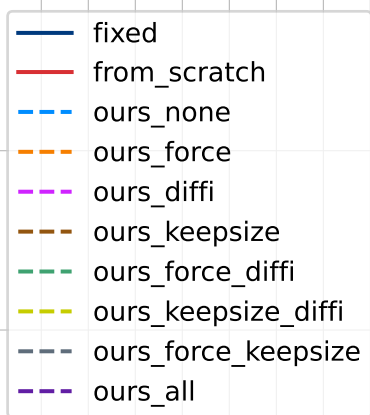 fixed
from_scratch
ours_none
ours_force
ours_diffi
ours_keepsize
ours_force_diffi
ours_keepsize_diffi
ours_force_keepsize
ours_all